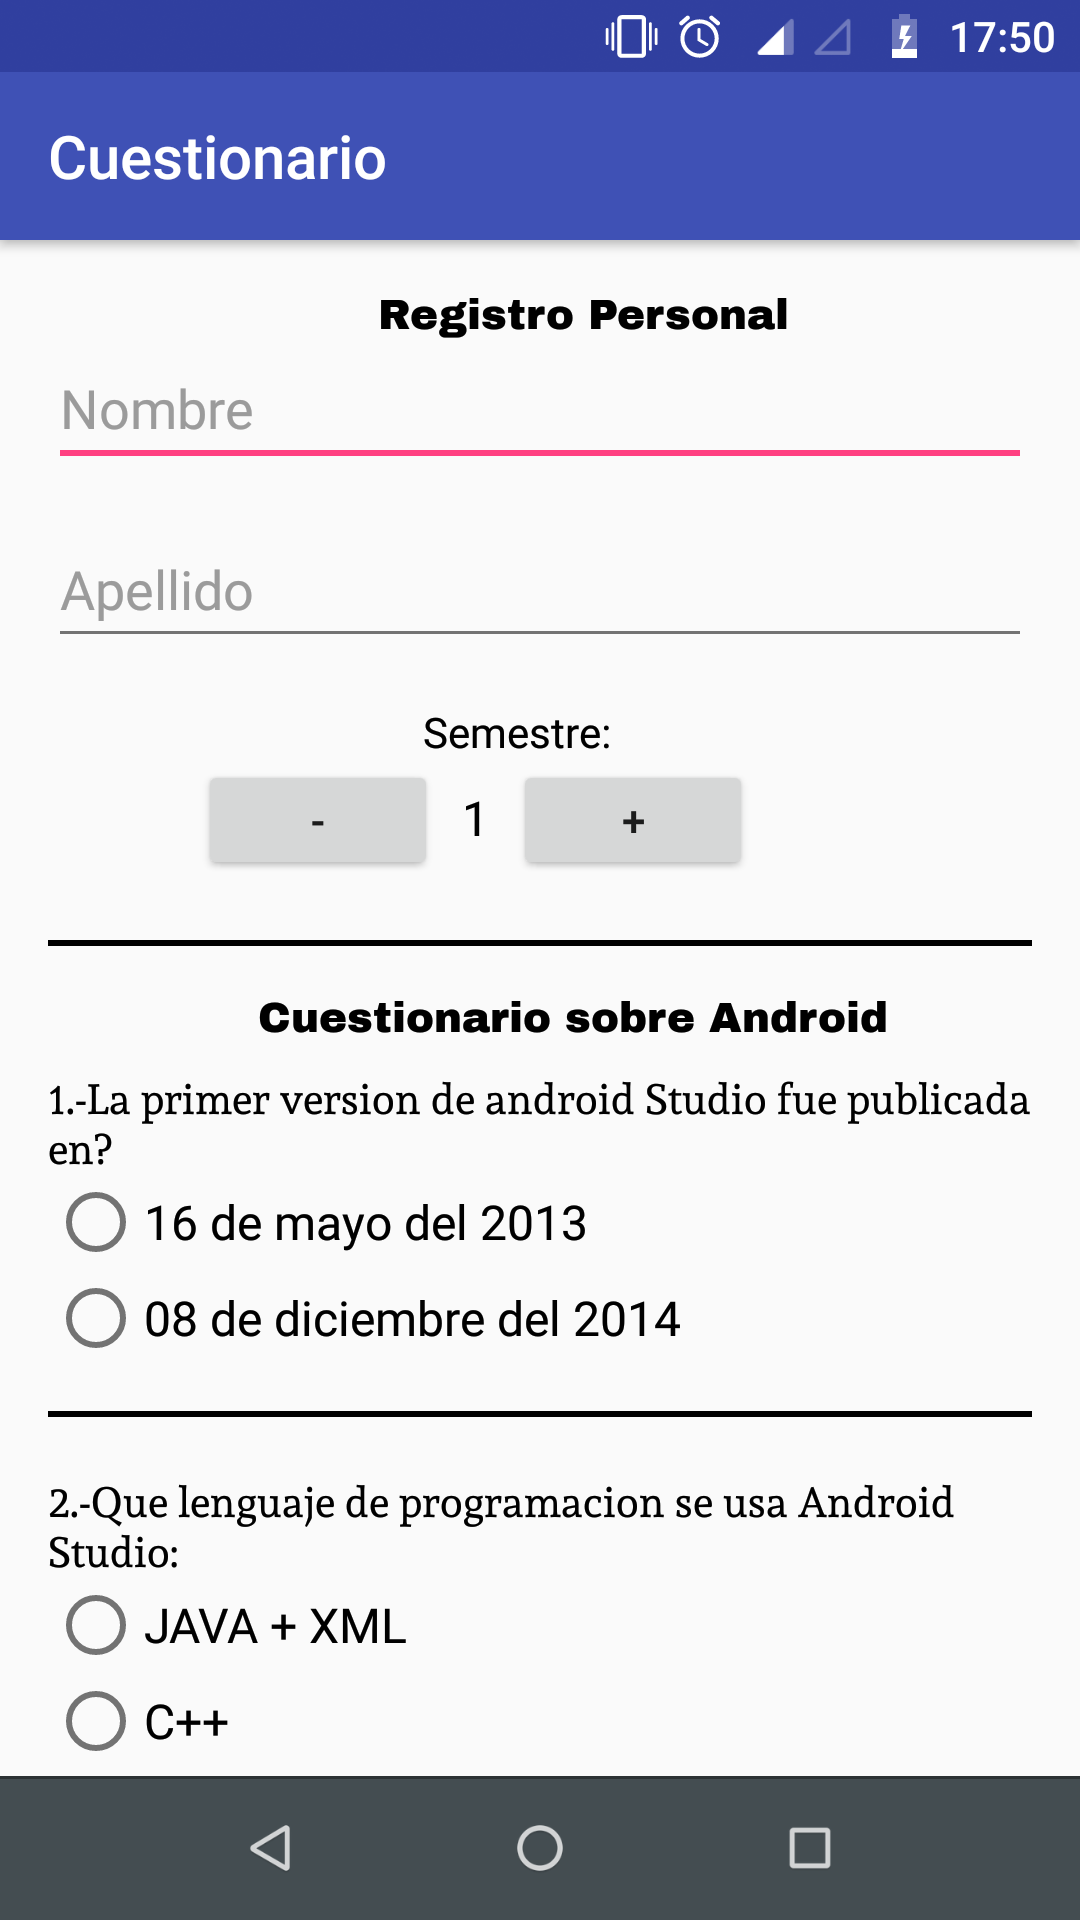 17:50
Cuestionario
Registro Personal
Nombre
Apellido
Semestre:
- 1 +
Cuestionario sobre Android
1.-La primer version de android Studio fue publicada
en?
16 de mayo del 2013
08 de diciembre del 2014
2.-Que lenguaje de programacion se usa Android
Studio:
JAVA + XML
C++